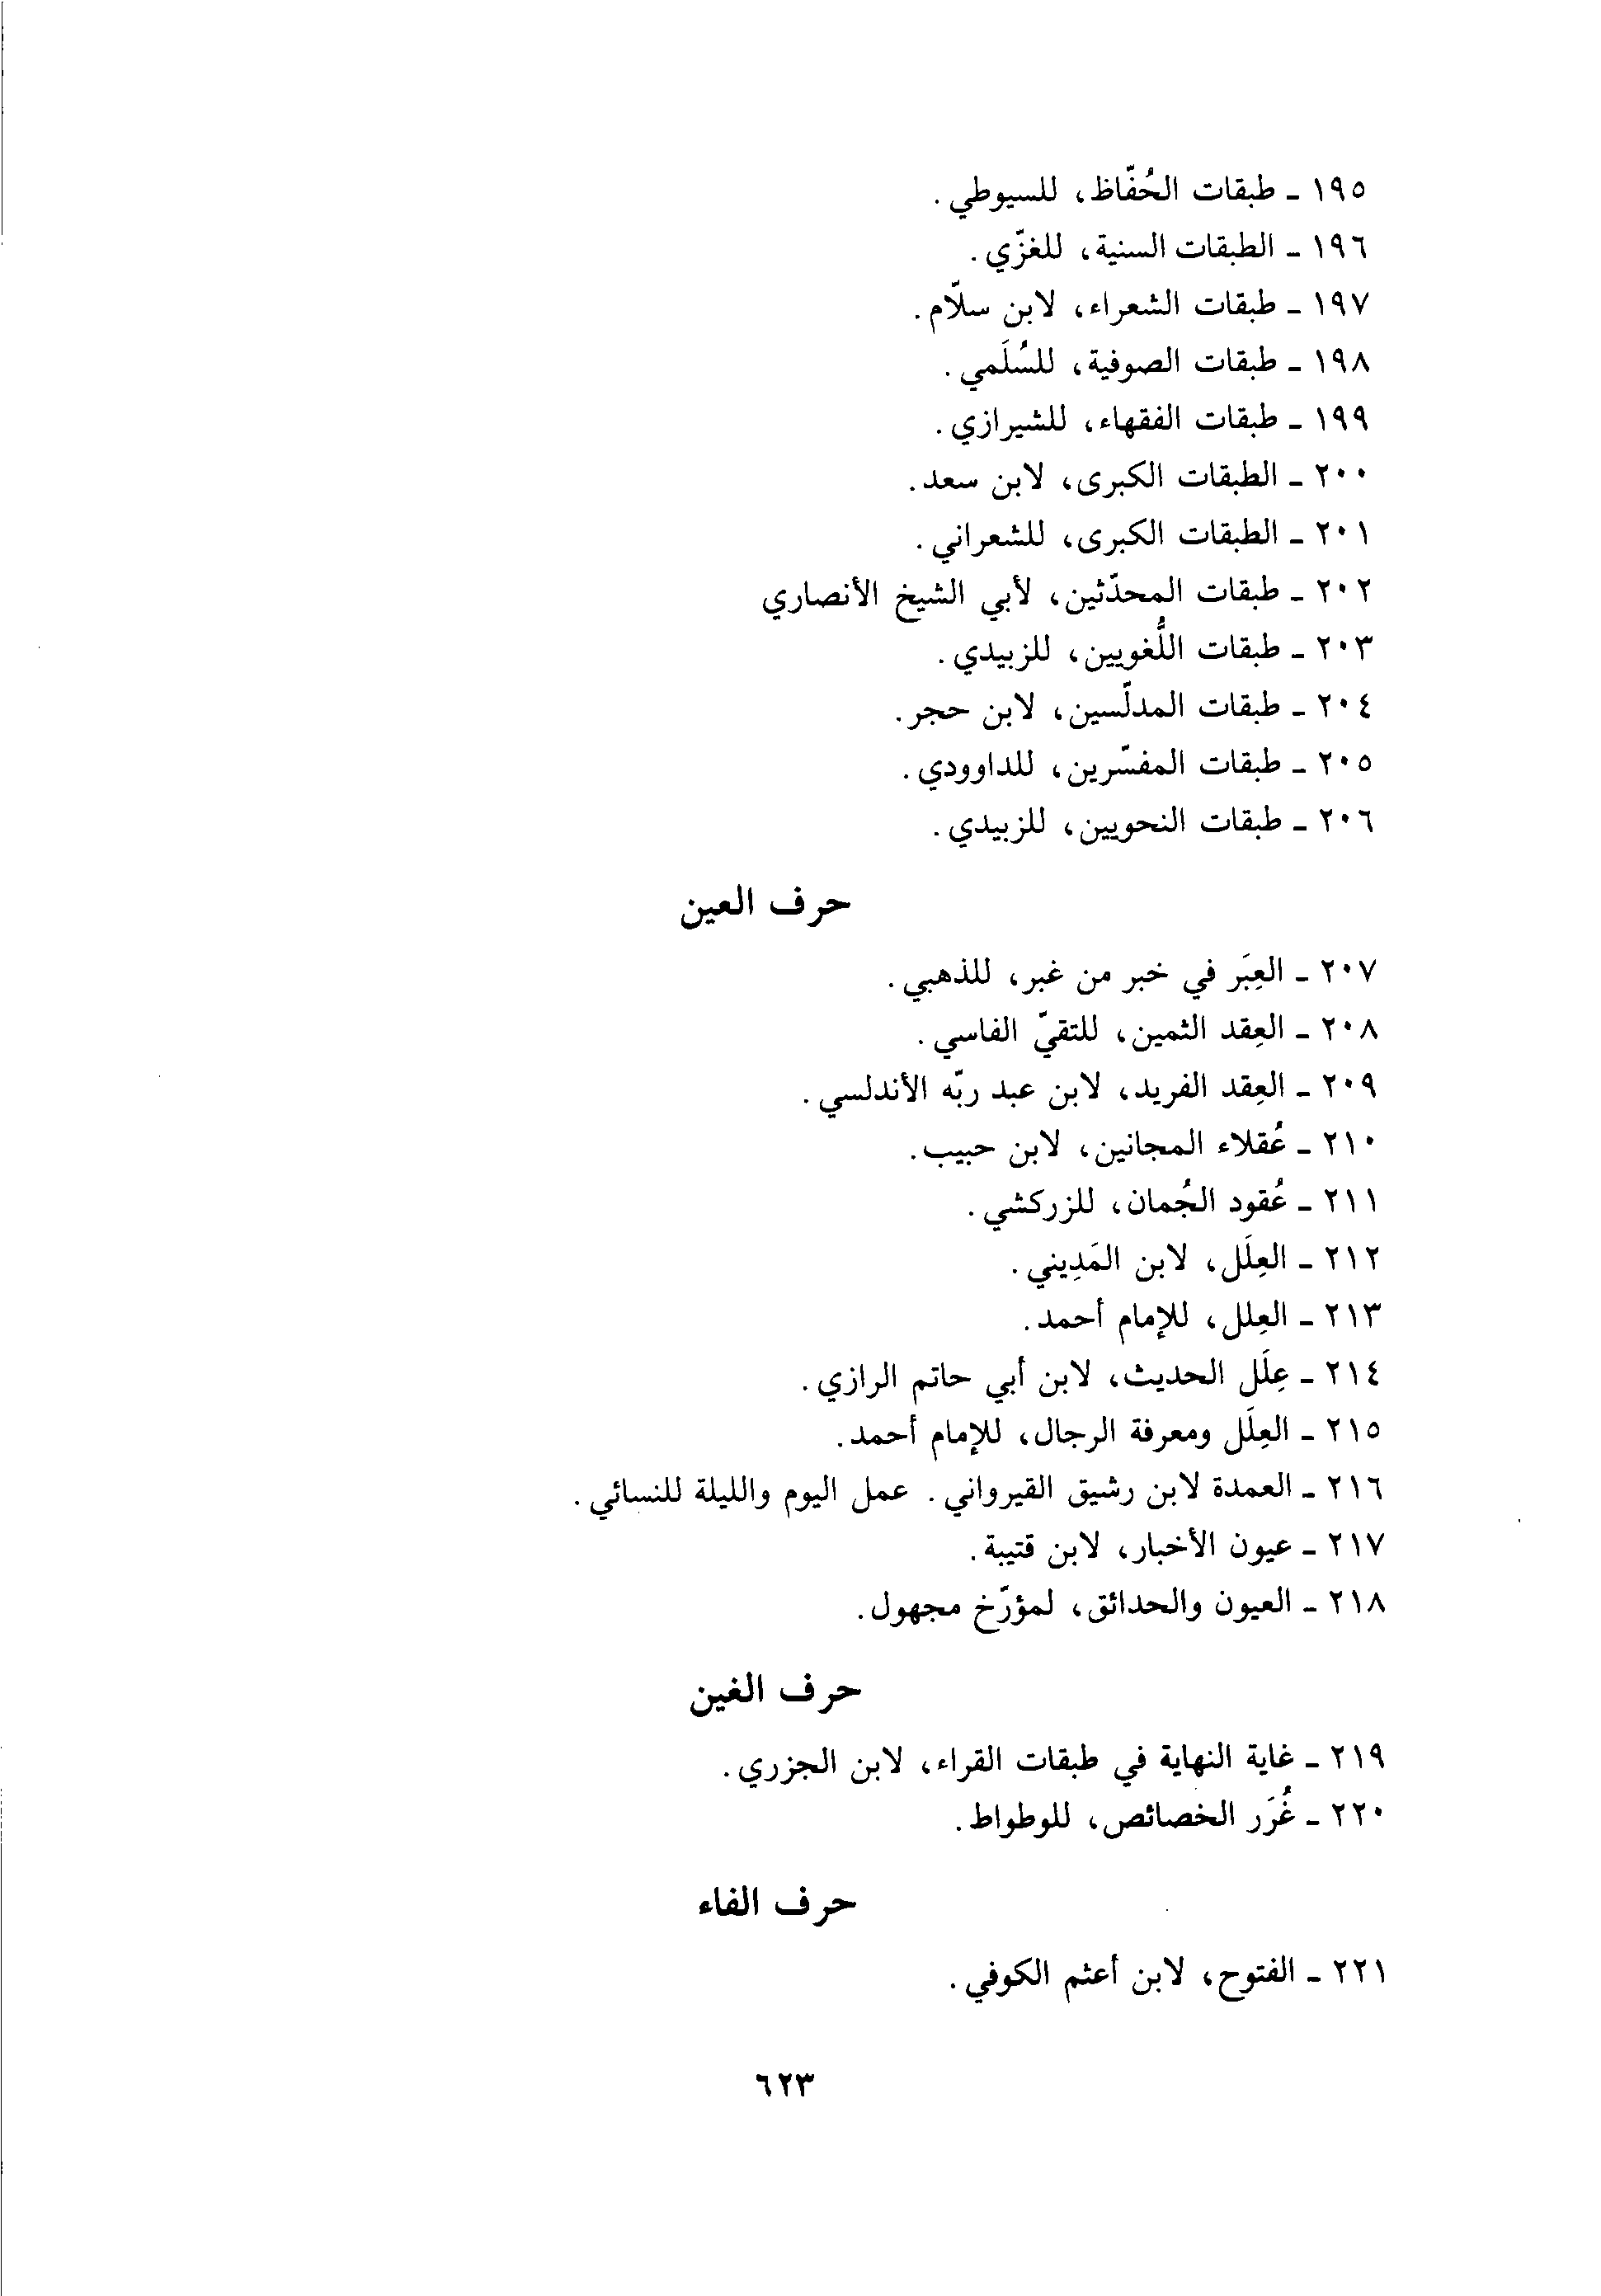 ١٩٥ ـ طبقات الحُفّاظ، للسيوطي.
١٩٦ ـ الطبقات السنية، للغزّي.
١٩٧ ـ طبقات الشعراء، لابن سلّام.
١٩٨ ـ طبقات الصوفية، للسُلَمي.
١٩٩ ـ طبقات الفقهاء، للشيرازي.
٢٠٠ ـ الطبقات الكبرى، لابن سعد.
٢٠١ ـ الطبقات الكبرى، للشعراني.
٢٠٢ ـ طبقات المحدّثين، لأبي الشيخ الأنصاري
٢٠٣ ـ طبقات اللُّغويين، للزبيدي.
٢٠٤ ـ طبقات المدلّسين، لابن حجر.
٢٠٥ ـ طبقات المفسّرين، للداوودي.
٢٠٦ ـ طبقات النحويين، للزبيدي.
حرف العين
٢٠٧ ـ العِبَر في خبر من غبر، للذهبي.
٢٠٨ ـ العِقد الثمين، للتقيّ الفاسي.
٢٠٩ ـ العِقد الفريد، لابن عبد ربّه الأندلسي.
٢١٠ ـ عُقلاء المجانين، لابن حبيب.
٢١١ ـ عُقود الجُمان، للزركشي.
٢١٢ ـ العِلَل، لابن المَدِيني.
٢١٣ ـ العِلل، للإمام أحمد.
٢١٤ ـ عِلَل الحديث، لابن أبي حاتم الرازي.
٢١٥ ـ العِلَل ومعرفة الرجال، للإمام أحمد.
٢١٦ ـ العمدة لابن رشيق القيرواني. عمل اليوم والليلة للنسائي.
٢١٧ ـ عيون الأخبار، لابن قتيبة.
٢١٨ ـ العيون والحدائق، لمؤرّخ مجهول.
حرف الغين
٢١٩ ـ غاية النهاية في طبقات القراء، لابن الجزري.
٢٢٠ ـ غُرَر الخصائص، للوطواط.
حرف الفاء
٢٢١ ـ الفتوح، لابن أعثم الكوفي.
٦٢٣